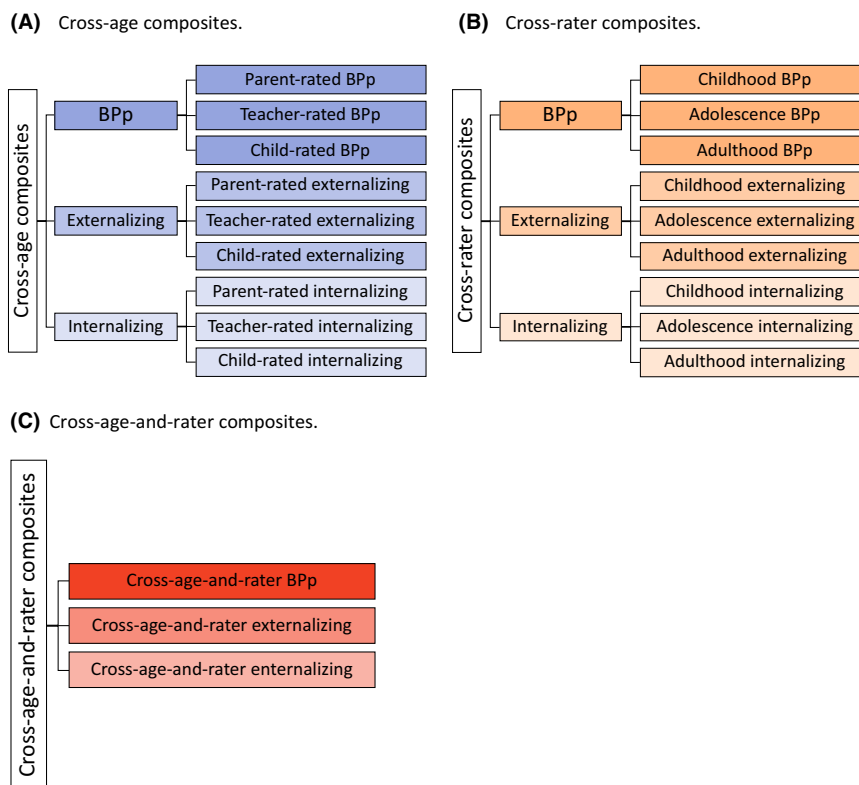 (A) Cross-age composites.
Cross-age composites
BPp
Parent-rated BPp
Teacher-rated BPp
Child-rated BPp
Externalizing
Parent-rated externalizing
Teacher-rated externalizing
Child-rated externalizing
Internalizing
Parent-rated internalizing
Teacher-rated internalizing
Child-rated internalizing
(B) Cross-rater composites.
Cross-rater composites
BPp
Childhood BPp
Adolescence BPp
Adulthood BPp
Externalizing
Childhood externalizing
Adolescence externalizing
Adulthood externalizing
Internalizing
Childhood internalizing
Adolescence internalizing
Adulthood internalizing
(C) Cross-age-and-rater composites.
Cross-age-and-rater composites
Cross-age-and-rater BPp
Cross-age-and-rater externalizing
Cross-age-and-rater enternalizing